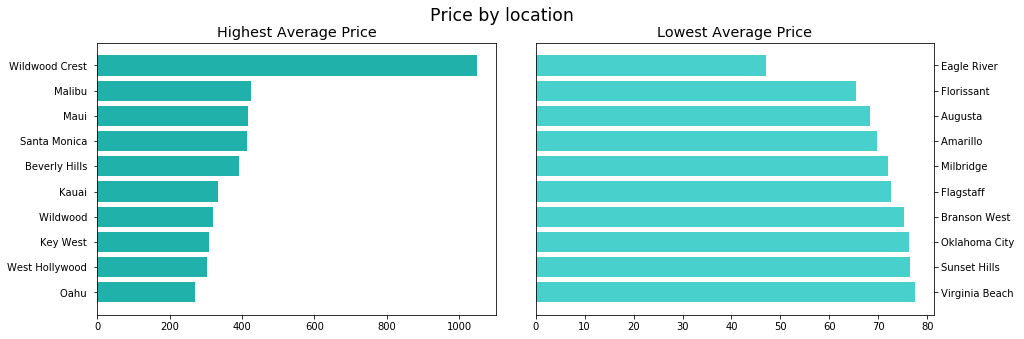 Price by location
Highest Average Price
Wildwood Crest
Malibu
Maui
Santa Monica
Beverly Hills
Kauai
Wildwood
Key West
West Hollywood
Oahu
0 200 400 600 800 1000
Lowest Average Price
Eagle River
Florissant
Augusta
Amarillo
Milbridge
Flagstaff
Branson West
Oklahoma City
Sunset Hills
Virginia Beach
0 10 20 30 40 50 60 70 80